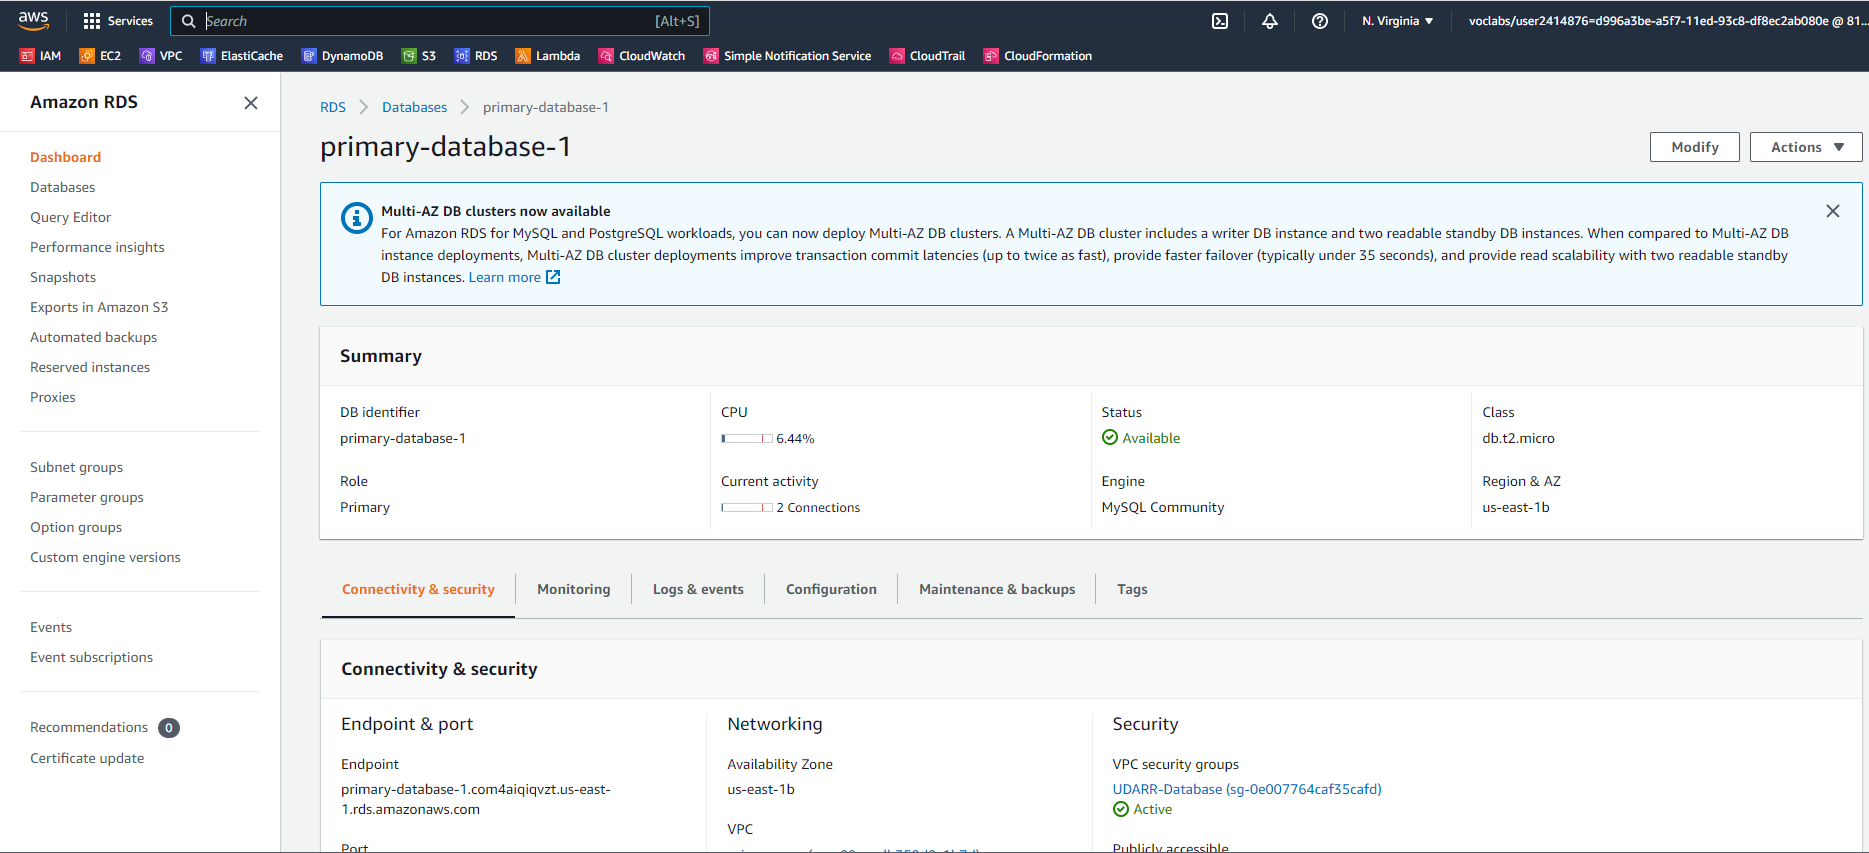 aws
Services
Search
[Alt+S]
N. Virginia
voclabs/user2414876=d996a3be-a5f7-11ed-93c8-df8ec2ab080e @ 81...
IAM
EC2
VPC
ElastiCache
DynamoDB
S3
RDS
Lambda
CloudWatch
Simple Notification Service
CloudTrail
CloudFormation
Amazon RDS
Dashboard
Databases
Query Editor
Performance insights
Snapshots
Exports in Amazon S3
Automated backups
Reserved instances
Proxies
Subnet groups
Parameter groups
Option groups
Custom engine versions
Events
Event subscriptions
Recommendations 0
Certificate update
RDS > Databases > primary-database-1
primary-database-1
Modify
Actions
Multi-AZ DB clusters now available
For Amazon RDS for MySQL and PostgreSQL workloads, you can now deploy Multi-AZ DB clusters. A Multi-AZ DB cluster includes a writer DB instance and two readable standby DB instances. When compared to Multi-AZ DB
instance deployments, Multi-AZ DB cluster deployments improve transaction commit latencies (up to twice as fast), provide faster failover (typically under 35 seconds), and provide read scalability with two readable standby
DB instances. Learn more
Summary
DB identifier
primary-database-1
Role
Primary
CPU
6.44%
Current activity
2 Connections
Status
Available
Engine
MySQL Community
Class
db.t2.micro
Region & AZ
us-east-1b
Connectivity & security
Monitoring
Logs & events
Configuration
Maintenance & backups
Tags
Connectivity & security
Endpoint & port
Endpoint
primary-database-1.com4aiqiqvzt.us-east-
1.rds.amazonaws.com
Port
Networking
Availability Zone
us-east-1b
VPC
Security
VPC security groups
UDARR-Database (sg-0e007764caf35cafd)
Active
Publicly accessible